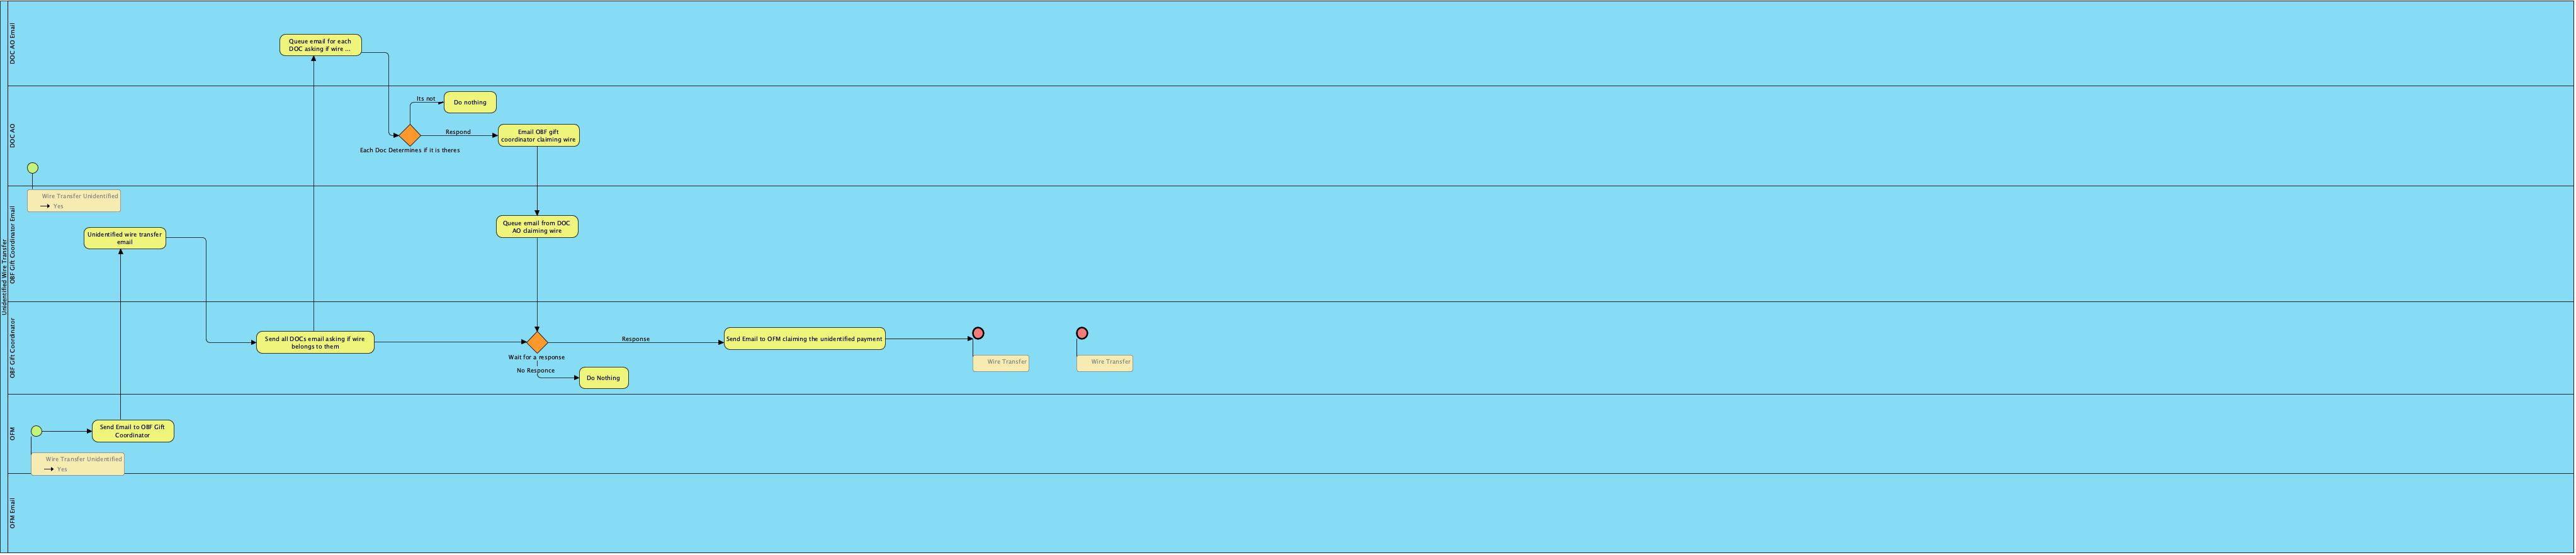 Unidentified Wire Transfer
DOC AO Email
Queue email for each
DOC asking if wire ...
DOC AO
Its not
Do nothing
Respond
Email OBF gift
coordinator claiming wire
Each Doc Determines if it is theres
Wire Transfer Unidentified
Yes
OBF Gift Coordinator Email
Unidentified wire transfer
email
Queue email from DOC
AO claiming wire
OBF Gift Coordinator
Send all DOCs email asking if wire
belongs to them
Wait for a response
Response
Send Email to OFM claiming the unidentified payment
Wire Transfer
Wire Transfer
No Responce
Do Nothing
OFM
Send Email to OBF Gift
Coordinator
Wire Transfer Unidentified
Yes
OFM Email